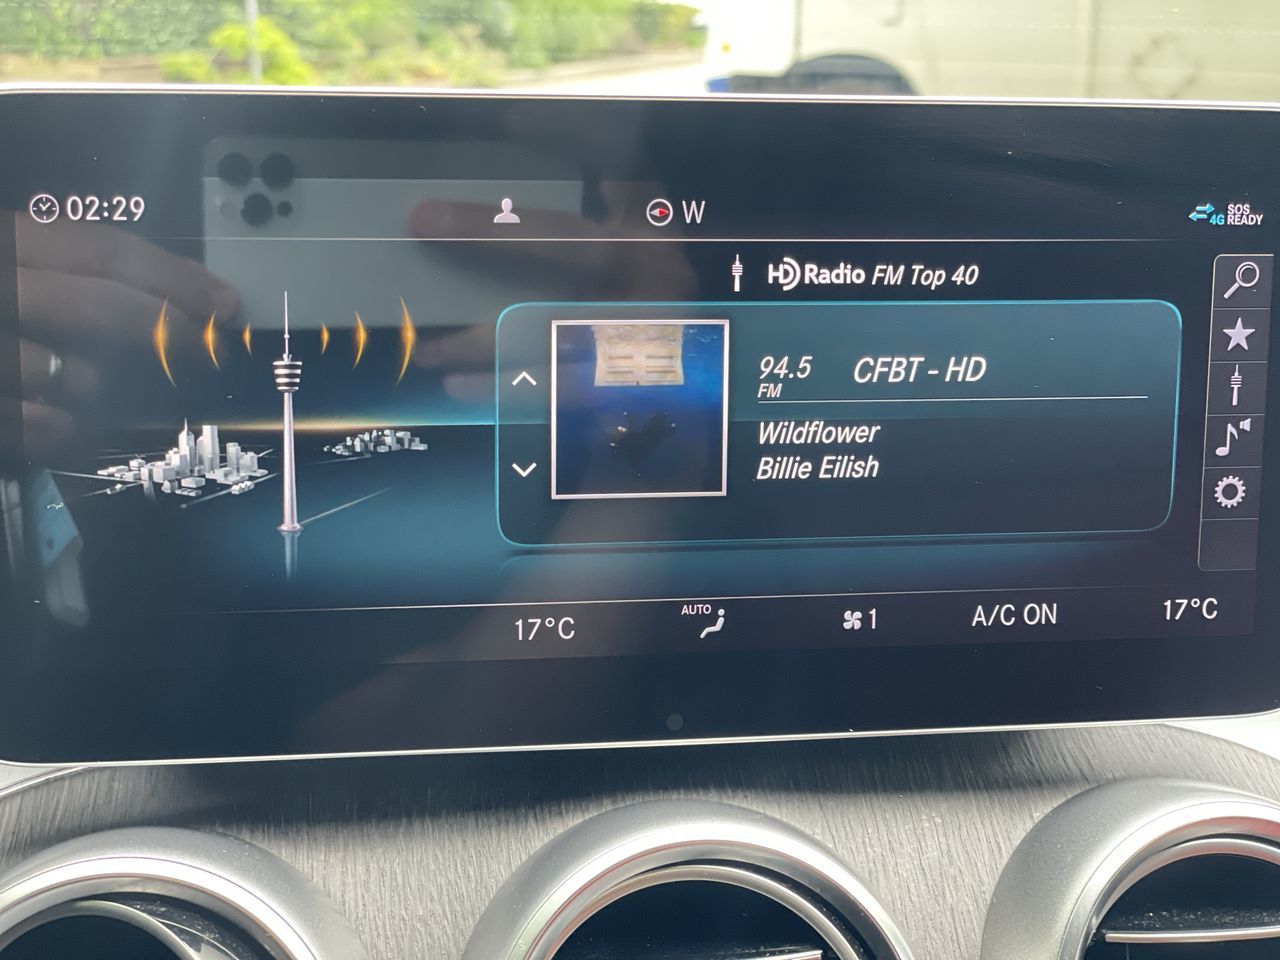 02:29
W
4G
SOS
READY
HD Radio FM Top 40
94.5
FM
CFBT - HD
Wildflower
Billie Eilish
17°C
AUTO
1
A/C ON
17°C